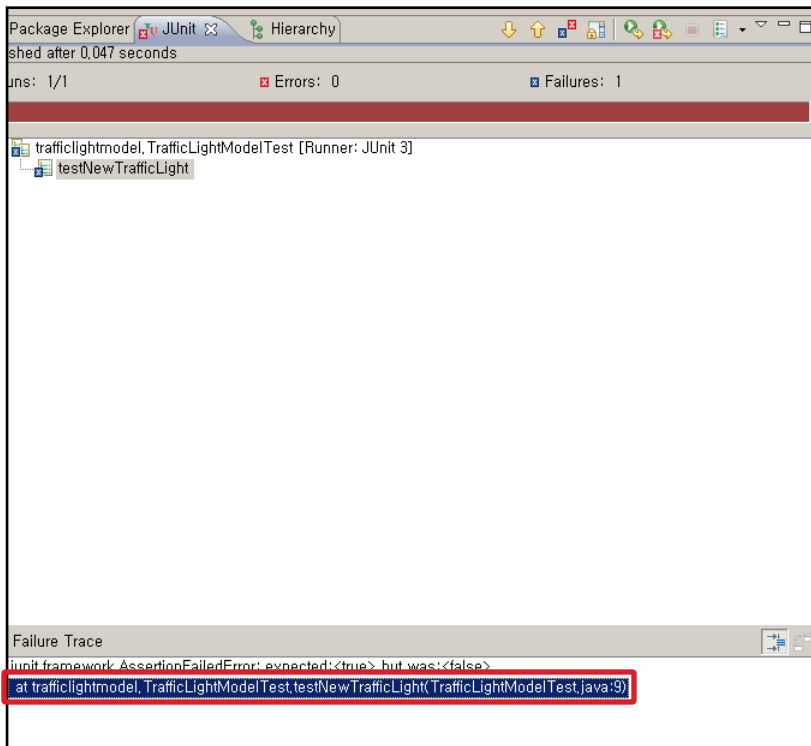 Package Explorer JUnit Hierarchy
shed after 0,047 seconds
uns: 1/1 Errors: 0 Failures: 1
trafficlightmodel, TrafficLightModelTest [Runner: JUnit 3]
testNewTrafficLight
Failure Trace
junit framework AssertionFailedError: expected:<true> but was:<false>
at trafficlightmodel, TrafficLightModelTest,testNewTrafficLight(TrafficLightModelTest,java:9)